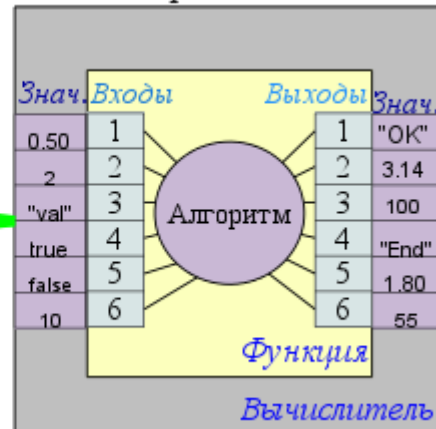 Знач. Входы Выходы Знач.
0.50 1 1 "OK"
2 2 2 3.14
"val" 3 Алгоритм 3 100
true 4 4 "End"
false 5 5 1.80
10 6 6 55
Функция
Вычислитель